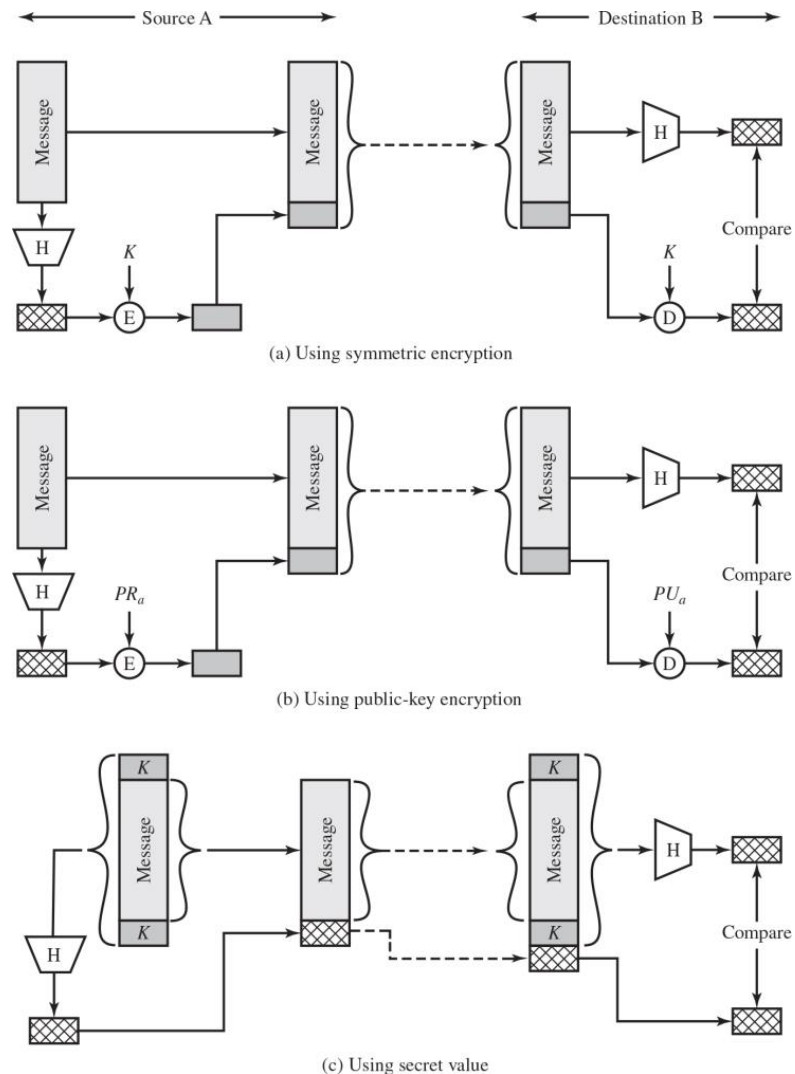 Source A
Destination B
Message
Message
Message
H
H
K
K
Compare
E
D
(a) Using symmetric encryption
Message
Message
Message
H
H
PRa
PUa
Compare
E
D
(b) Using public-key encryption
K
K
Message
Message
Message
H
K
K
H
Compare
(c) Using secret value